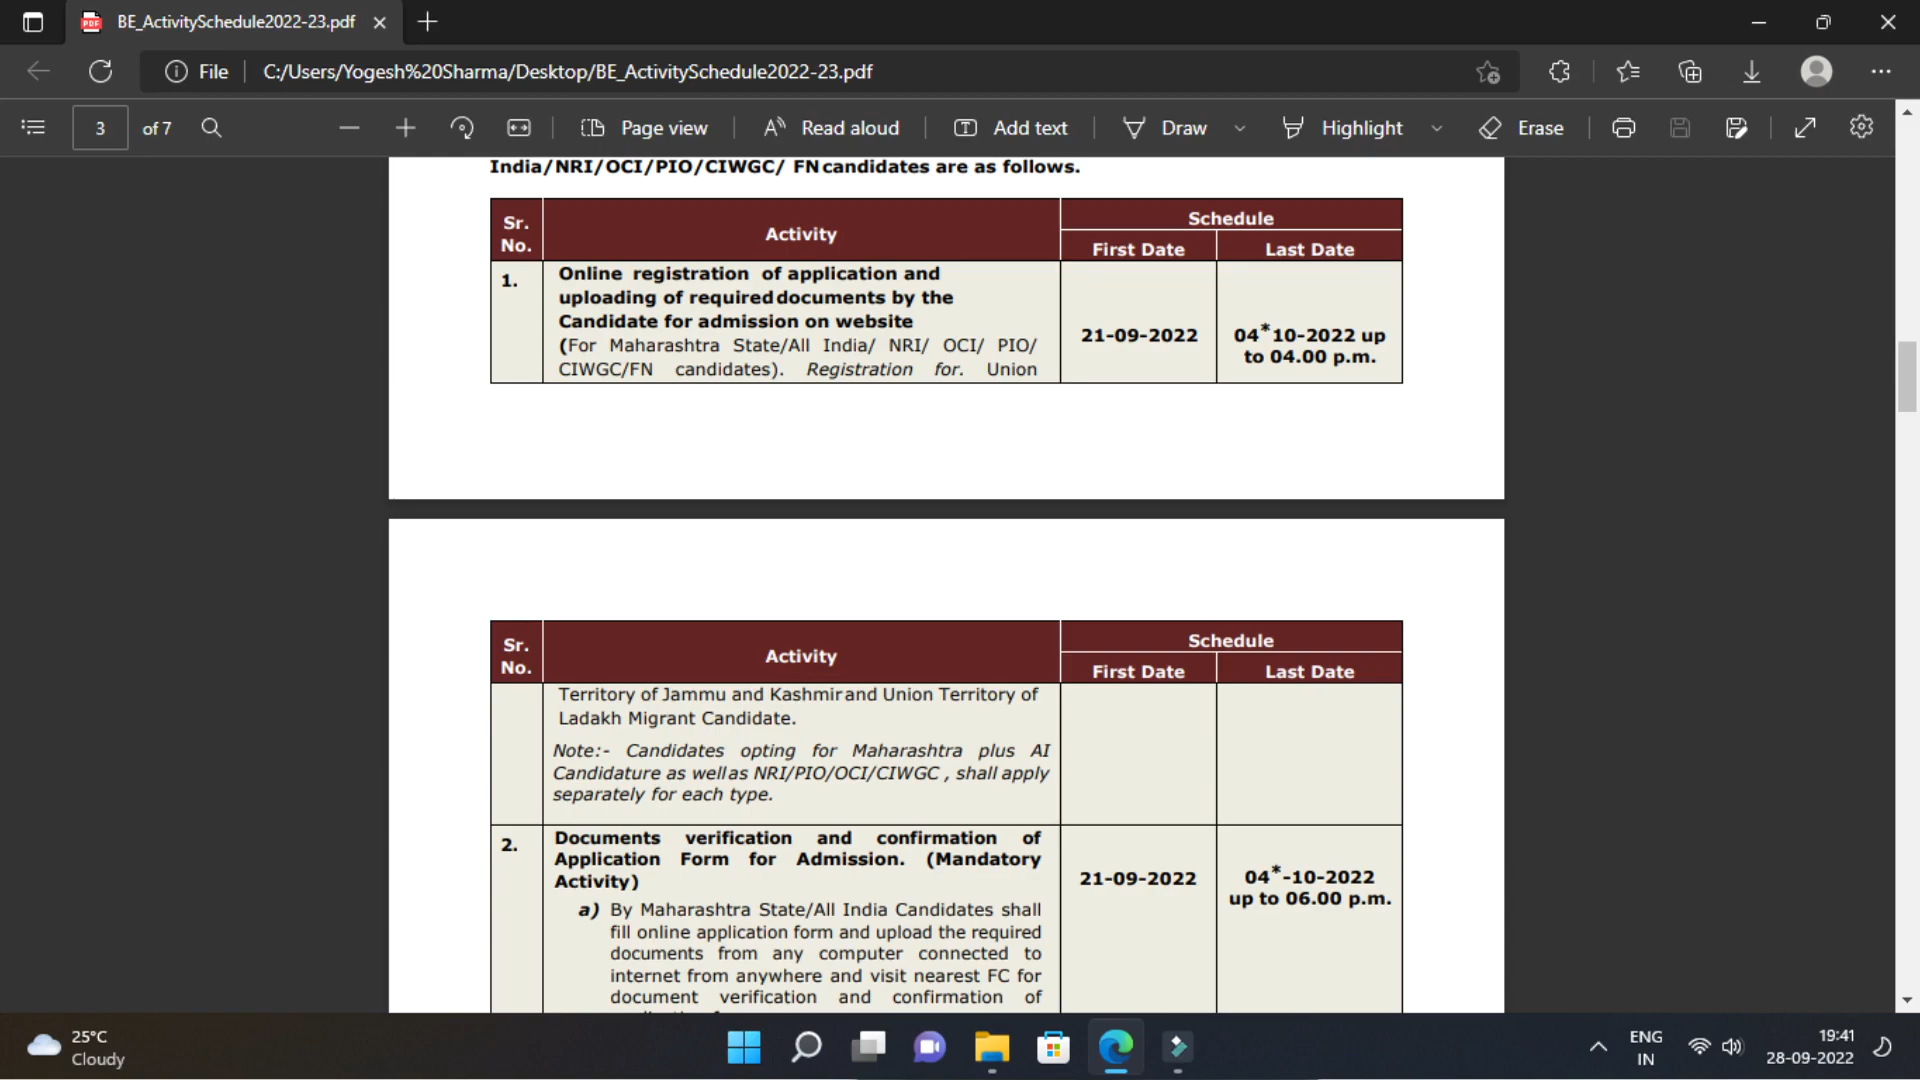 BE_ActivitySchedule2022-23.pdf
File
C:/Users/Yogesh%20Sharma/Desktop/BE_ActivitySchedule2022-23.pdf
3 of 7
Page view
Read aloud
Add text
Draw
Highlight
Erase
India/NRI/OCI/PIO/CIWGC/ FN candidates are as follows.
Sr. No.
Activity
Schedule
First Date
Last Date
1.
Online registration of application and
uploading of required documents by the
Candidate for admission on website
(For Maharashtra State/All India/ NRI/ OCI/ PIO/
CIWGC/FN candidates). Registration for. Union
21-09-2022
04*10-2022 up
to 04.00 p.m.
Sr. No.
Activity
Schedule
First Date
Last Date
Territory of Jammu and Kashmir and Union Territory of
Ladakh Migrant Candidate.
Note:- Candidates opting for Maharashtra plus AI
Candidature as well as NRI/PIO/OCI/CIWGC , shall apply
separately for each type.
2.
Documents verification and confirmation of
Application Form for Admission. (Mandatory
Activity)
a) By Maharashtra State/All India Candidates shall
fill online application form and upload the required
documents from any computer connected to
internet from anywhere and visit nearest FC for
document verification and confirmation of
21-09-2022
04*-10-2022
up to 06.00 p.m.
25°C
Cloudy
ENG
IN
19:41
28-09-2022